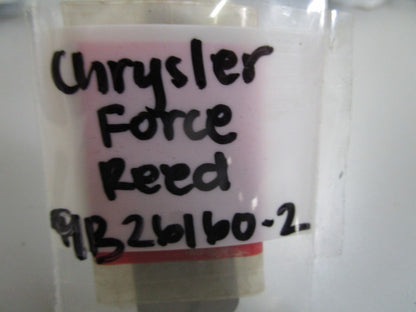 Chrysler
Force
Reed
9B26160-2